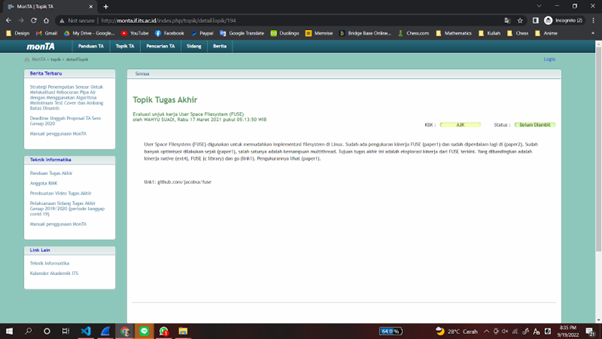 MonTA | Topik TA
Incognito (2)
Not secure | http://monta.if.its.ac.id/index.php/topik/detailTopik/194
Design
Gmail
My Drive - Google...
YouTube
Facebook
Paypal
Google Translate
Duolingo
Memrise
Bridge Base Online...
Chess.com
Mathematics
Kuliah
Chess
Anime
monTA
Panduan TA
Topik TA
Pencarian TA
Sidang
Berita
MonTA > topik > detailTopik
Login
Berita Terbaru
Strategi Penempatan Sensor Untuk
Melokalisasi Kebocoran Pipa Air
dengan Menggunakan Algoritma
Minimum Test Cover dan Ambang
Batas Dinamis
Deadline Unggah Proposal TA Sem
Genap 2020
Manual penggunaan MonTA
Teknik Informatika
Panduan Tugas Akhir
Anggota RMK
Pembuatan Video Tugas Akhir
Pelaksanaan Sidang Tugas Akhir
Genap 2019/2020 (periode tanggap
covid-19)
Manual penggunaan MonTA
Link Lain
Teknik Informatika
Kalender Akademik ITS
Semua
Topik Tugas Akhir
Evaluasi unjuk kerja User Space Filesystem (FUSE)
oleh WAHYU SUADI, Rabu 17 Maret 2021 pukul 05:13:50 WIB
RBK :
AJK
Status :
Belum Diambil
User Space Filesystem (FUSE) digunakan untuk memudahkan implementasi filesystem di Linux. Sudah ada pengukuran kinerja FUSE (paper1) dan sudah diperdalam lagi di (paper2). Sudah
banyak optimisasi dilakukan sejak (paper1), salah satunya adalah kemampuan multithread. Tujuan tugas akhir ini adalah eksplorasi kinerja dari FUSE terkini. Yang dibandingkan adalah
kinerja native (ext4), FUSE (c library) dan go (link1). Pengukurannya lihat (paper1).
link1: github.com/jacobsa/fuse
28°C Cerah
8:35 PM
9/19/2022